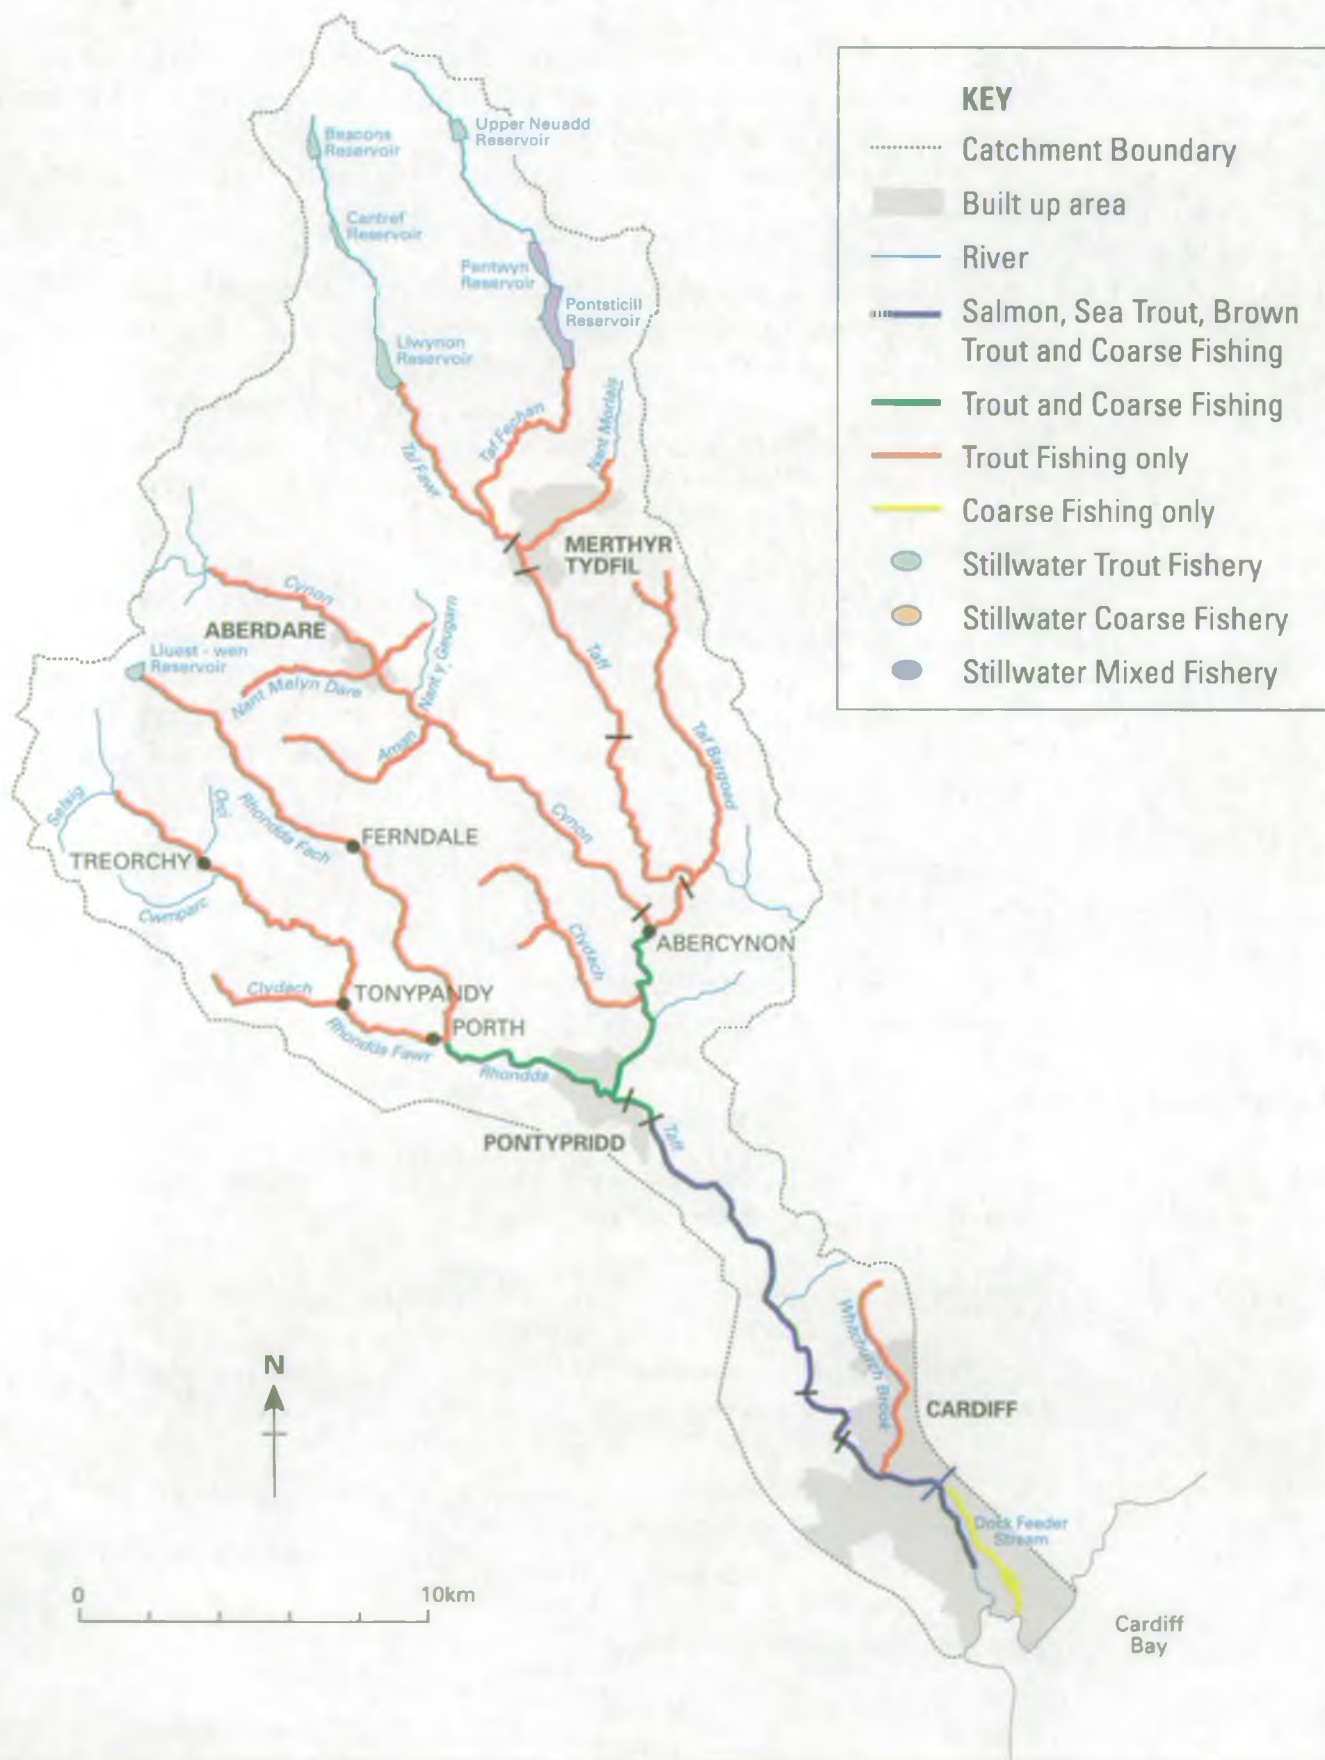 KEY
Catchment Boundary
Built up area
River
Salmon, Sea Trout, Brown
Trout and Coarse Fishing
Trout and Coarse Fishing
Trout Fishing only
Coarse Fishing only
Stillwater Trout Fishery
Stillwater Coarse Fishery
Stillwater Mixed Fishery
Upper Neuadd
Reservoir
Beacons
Reservoir
Cantref
Reservoir
Pentwyn
Reservoir
Pontsticill
Reservoir
Llwynon
Reservoir
Taf Fechan
Nant Morlais
Taf Fawr
MERTHYR
TYDFIL
Cynon
ABERDARE
Lluest - wen
Reservoir
Nant Melyn Dare
Nant y, Geugarn
Taff
Aman
Taf Bargoed
Selsig
Orci
Rhondda Fach
Cynon
FERNDALE
TREORCHY
Cwmparc
Clydach
ABERCYNON
Clydach
TONYPANDY
PORTH
Rhondda Fawr
Rhondda
PONTYPRIDD
Taff
Whitchurch Brook
N
CARDIFF
Dock Feeder
Stream
0
10km
Cardiff
Bay